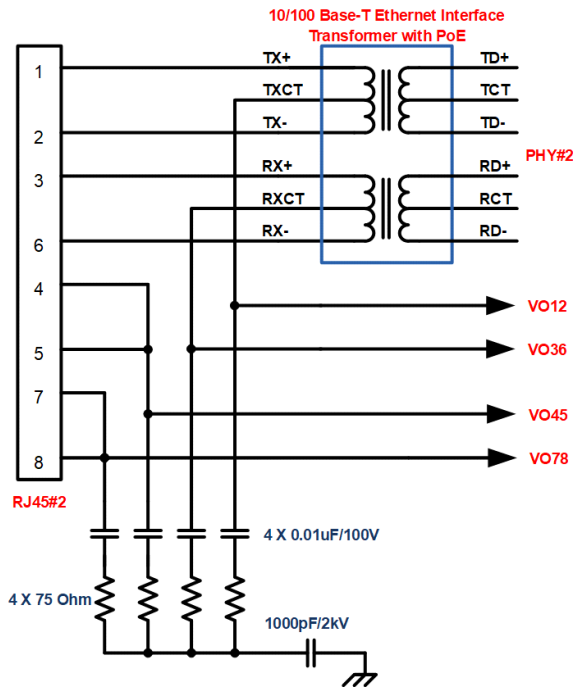 10/100 Base-T Ethernet Interface
Transformer with PoE
1
TX+
TD+
TXCT
TCT
2
TX-
TD-
PHY#2
3
RX+
RD+
RXCT
RCT
6
RX-
RD-
4
VO12
5
VO36
7
VO45
8
VO78
RJ45#2
4 X 0.01uF/100V
4 X 75 Ohm
1000pF/2kV